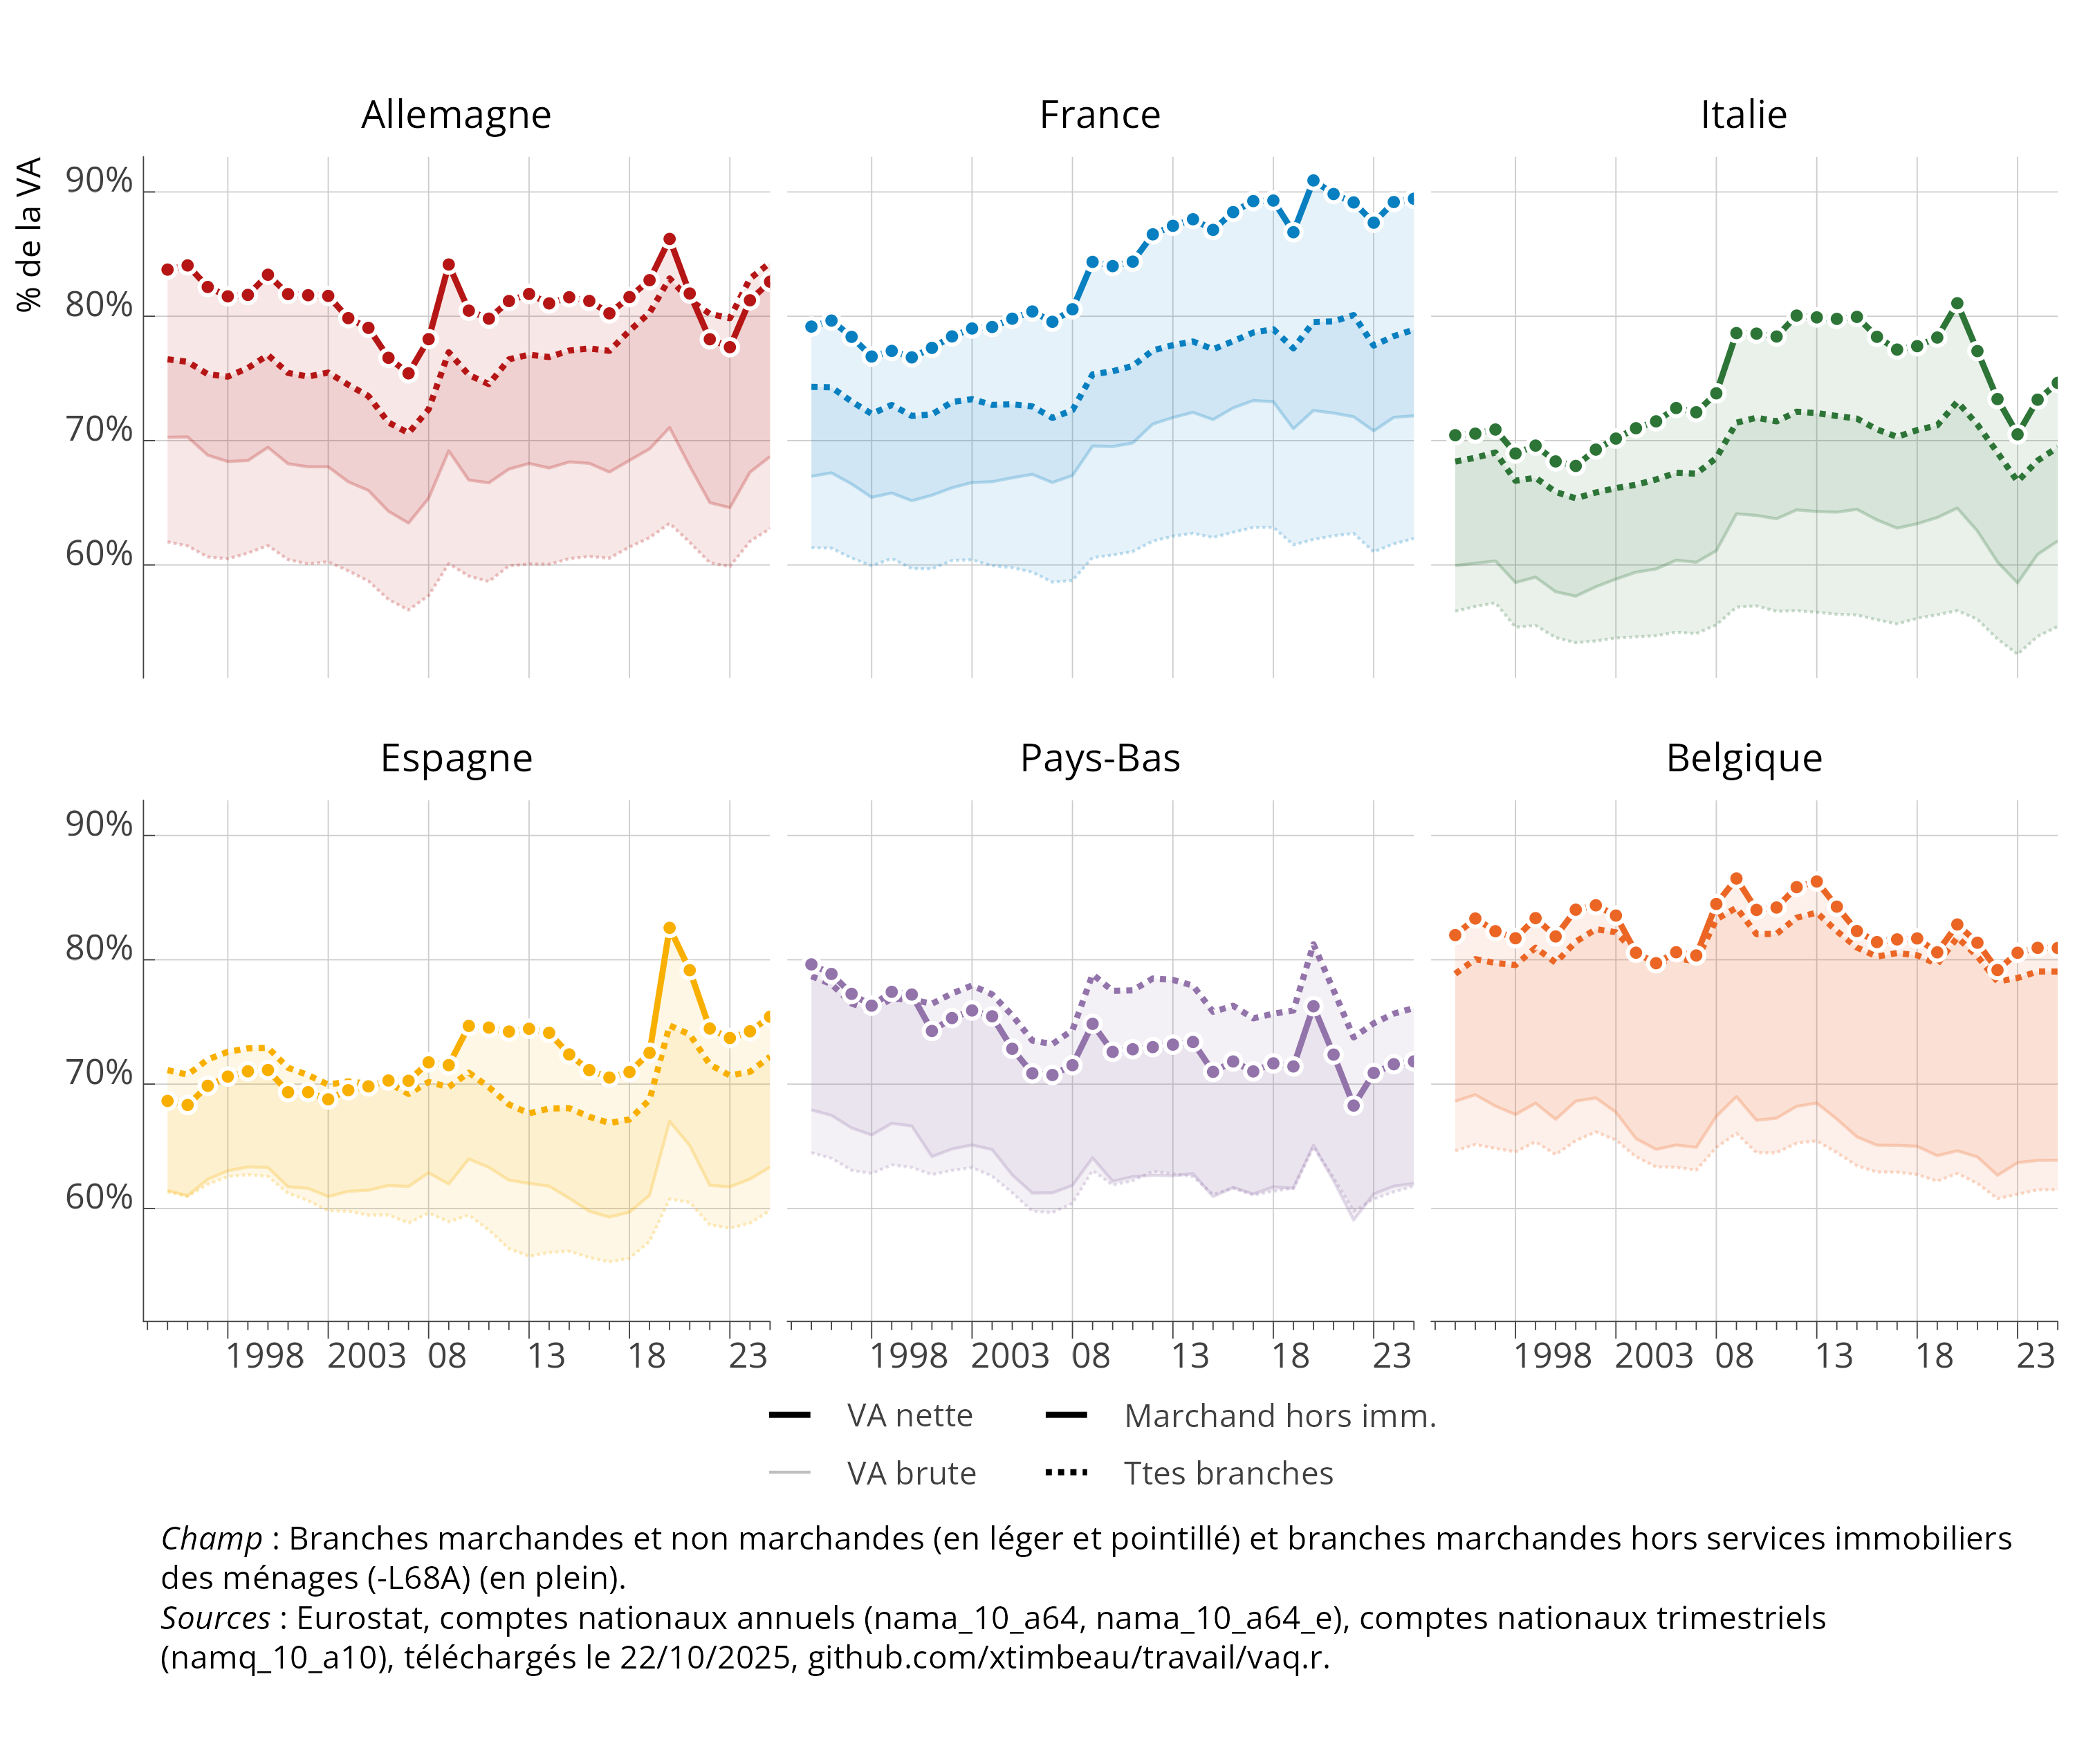 Allemagne
France
Italie
% de la VA
90%
80%
70%
60%
Espagne
Pays-Bas
Belgique
90%
80%
70%
60%
1998 2003 08 13 18 23
1998 2003 08 13 18 23
1998 2003 08 13 18 23
VA nette
Marchand hors imm.
VA brute
Ttes branches
Champ : Branches marchandes et non marchandes (en léger et pointillé) et branches marchandes hors services immobiliers
des ménages (-L68A) (en plein).
Sources : Eurostat, comptes nationaux annuels (nama_10_a64, nama_10_a64_e), comptes nationaux trimestriels
(namq_10_a10), téléchargés le 22/10/2025, github.com/xtimbeau/travail/vaq.r.